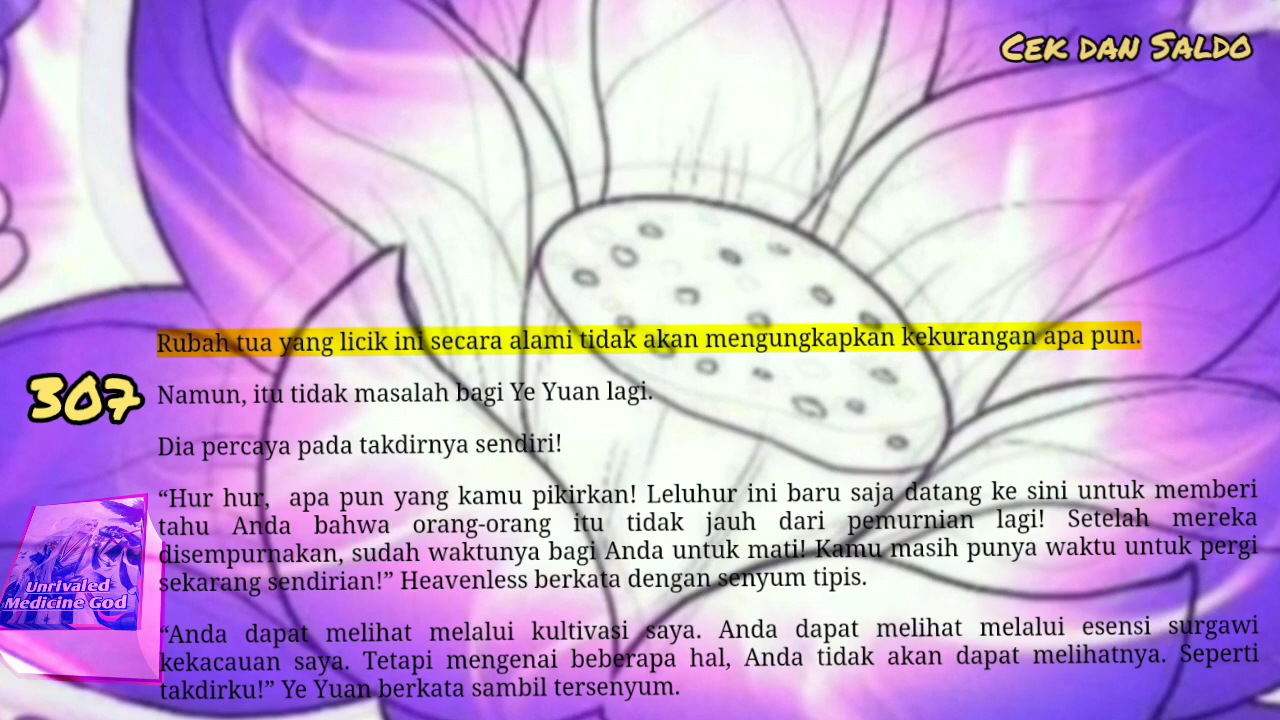 Cek dan Saldo
Rubah tua yang licik ini secara alami tidak akan mengungkapkan kekurangan apa pun.
307
Namun, itu tidak masalah bagi Ye Yuan lagi.
Dia percaya pada takdirnya sendiri!
“Hur hur,  apa pun yang kamu pikirkan! Leluhur ini baru saja datang ke sini untuk memberi
tahu Anda bahwa orang-orang itu tidak jauh dari pemurnian lagi! Setelah mereka
disempurnakan, sudah waktunya bagi Anda untuk mati! Kamu masih punya waktu untuk pergi
sekarang sendirian!” Heavenless berkata dengan senyum tipis.
Unrivaled
Medicine God
“Anda dapat melihat melalui kultivasi saya. Anda dapat melihat melalui esensi surgawi
kekacauan saya. Tetapi mengenai beberapa hal, Anda tidak akan dapat melihatnya. Seperti
takdirku!” Ye Yuan berkata sambil tersenyum.